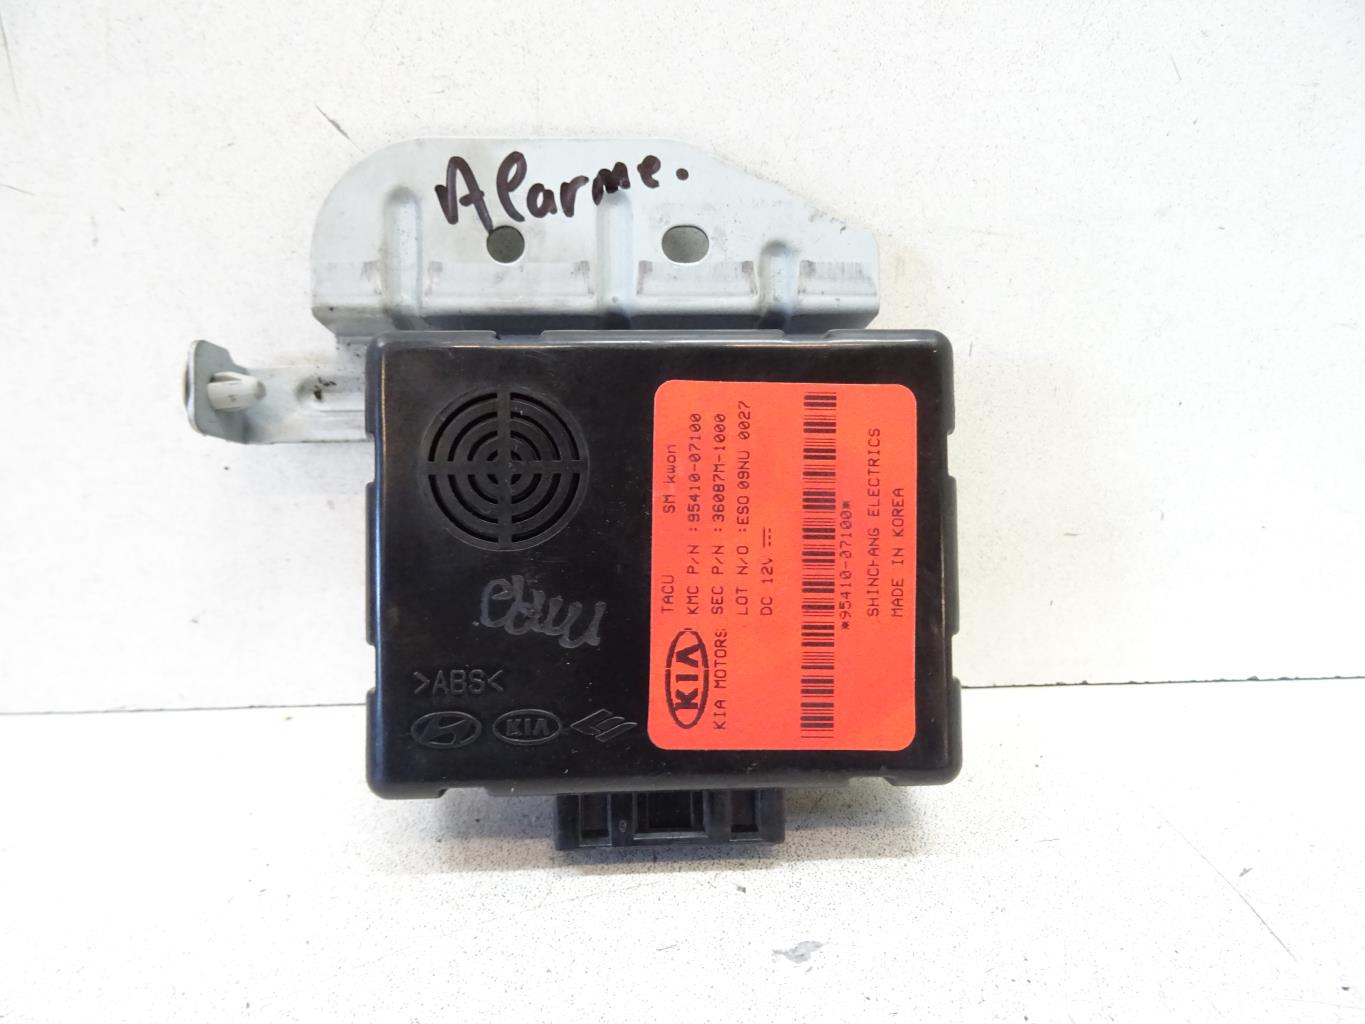 Alarme.
TACU SM kwon
KMC P/N :95410-07100
SEC P/N :36087M-1000
LOT N/O :ESO 09NU 0027
DC 12V
KIA
KIA MOTORS
*95410-07100*
SHINCHANG ELECTRICS
MADE IN KOREA
>ABS<
KIA